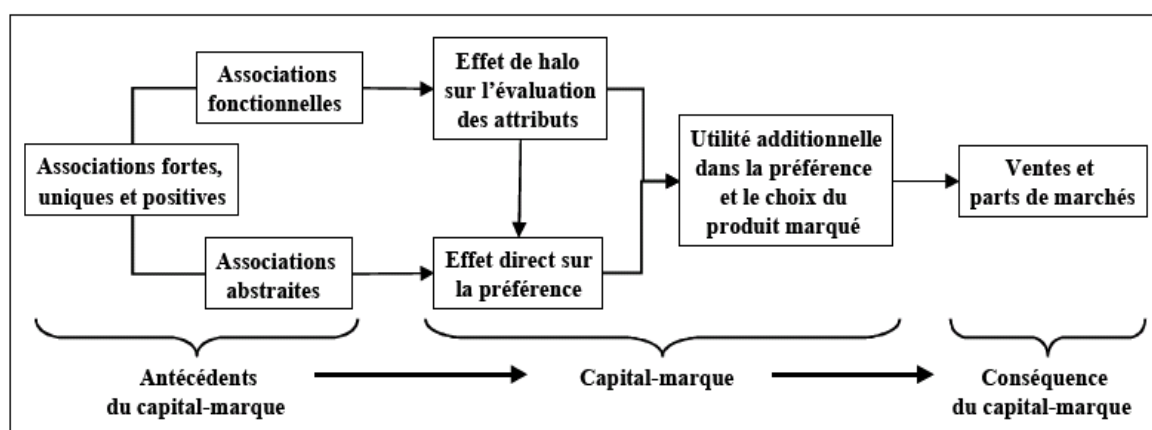 Associations
fonctionnelles
Effet de halo
sur l’évaluation
des attributs
Associations fortes,
uniques et positives
Utilité additionnelle
dans la préférence
et le choix du
produit marqué
Ventes et
parts de marchés
Associations
abstraites
Effet direct sur
la préférence
Antécédents
du capital-marque
Capital-marque
Conséquence
du capital-marque